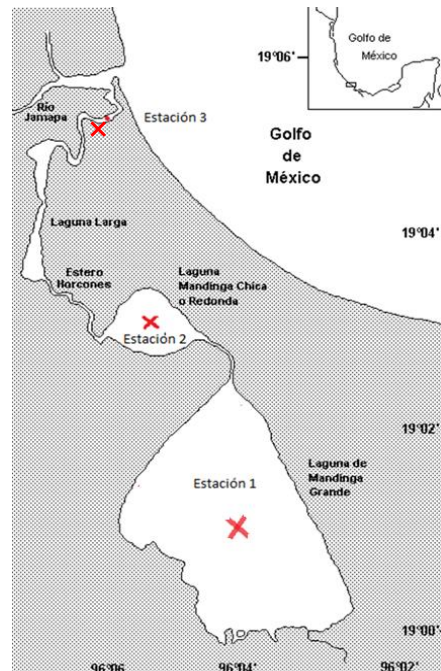 Golfo de
México
19°06'
Río
Jamapa
Estación 3
Golfo
de
México
Laguna Larga
19°04'
Estero
Horcones
Laguna
Mandinga Chica
o Redonda
Estación 2
19°02'
Laguna de
Mandinga
Grande
Estación 1
19°00'
96°06
96°04'
96°02'